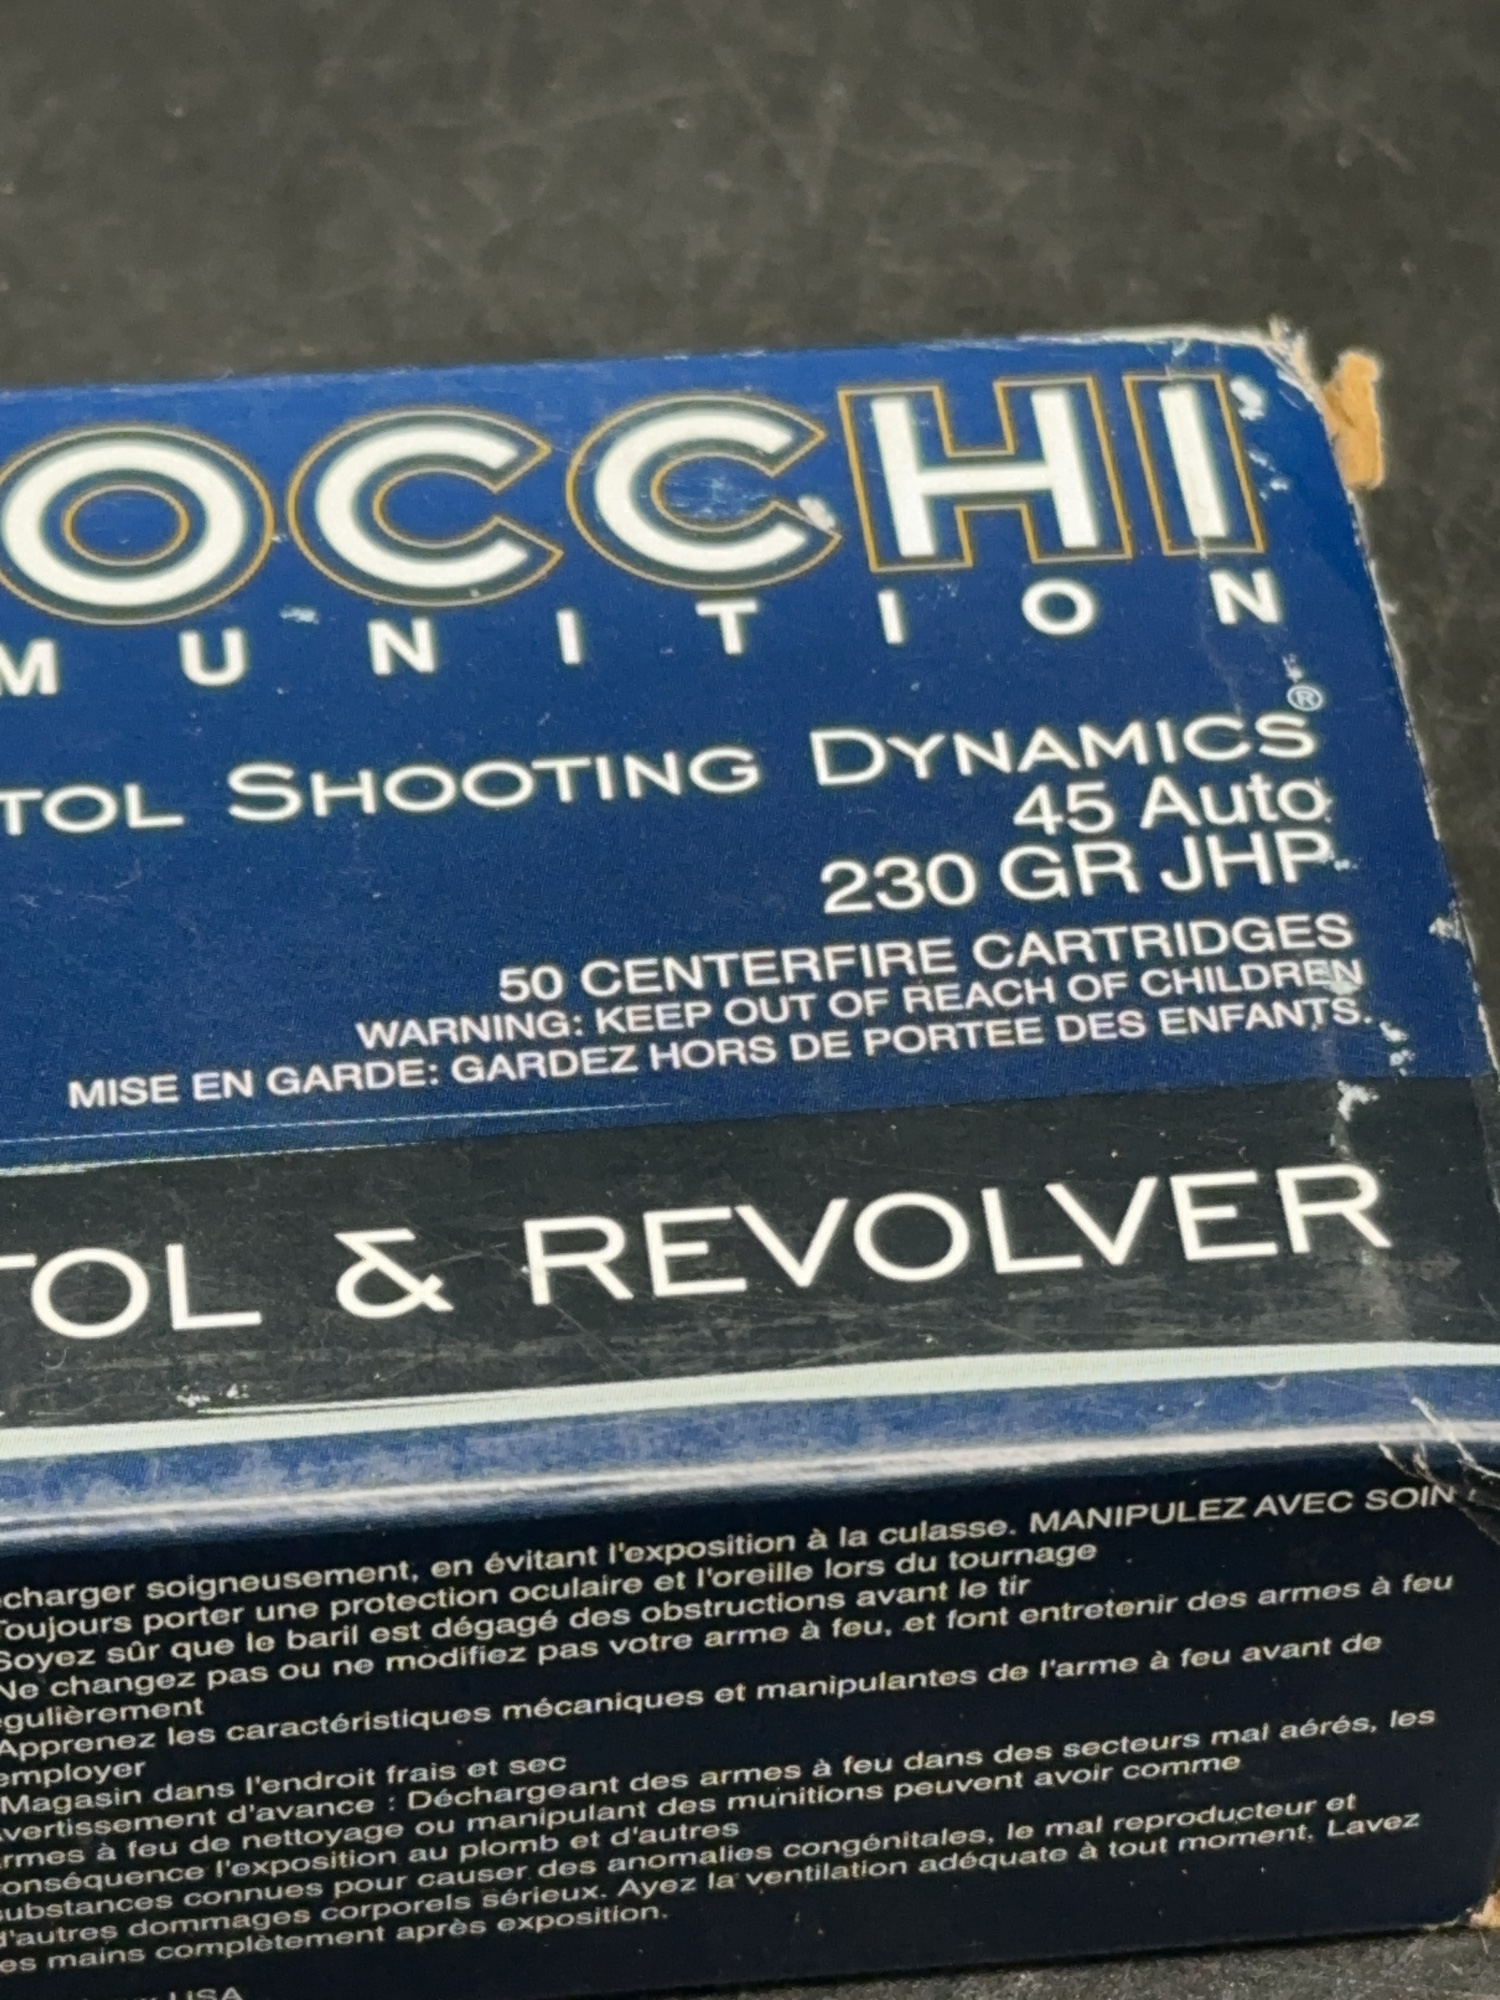 OCCHI
MUNITION
TOL SHOOTING DYNAMICS®
45 Auto
230 GR JHP
50 CENTERFIRE CARTRIDGES
WARNING: KEEP OUT OF REACH OF CHILDREN
MISE EN GARDE: GARDEZ HORS DE PORTEE DES ENFANTS.
TOL & REVOLVER
charger soigneusement, en évitant l'exposition à la culasse. MANIPULEZ AVEC SOIN
Toujours porter une protection oculaire et l'oreille lors du tournage
Soyez sûr que le baril est dégagé des obstructions avant le tir
Ne changez pas ou ne modifiez pas votre arme à feu, et font entretenir des armes à feu
gulièrement
Apprenez les caractéristiques mécaniques et manipulantes de l'arme à feu avant de
employer
Magasin dans l'endroit frais et sec
vertissement d'avance : Déchargeant des armes à feu dans des secteurs mal aérés, les
rmes à feu de nettoyage ou manipulant des munitions peuvent avoir comme
onséquence l'exposition au plomb et d'autres
ubstances connues pour causer des anomalies congénitales, le mal reproducteur et
d'autres dommages corporels sérieux. Ayez la ventilation adéquate à tout moment. Lavez
es mains complètement après exposition.
USA